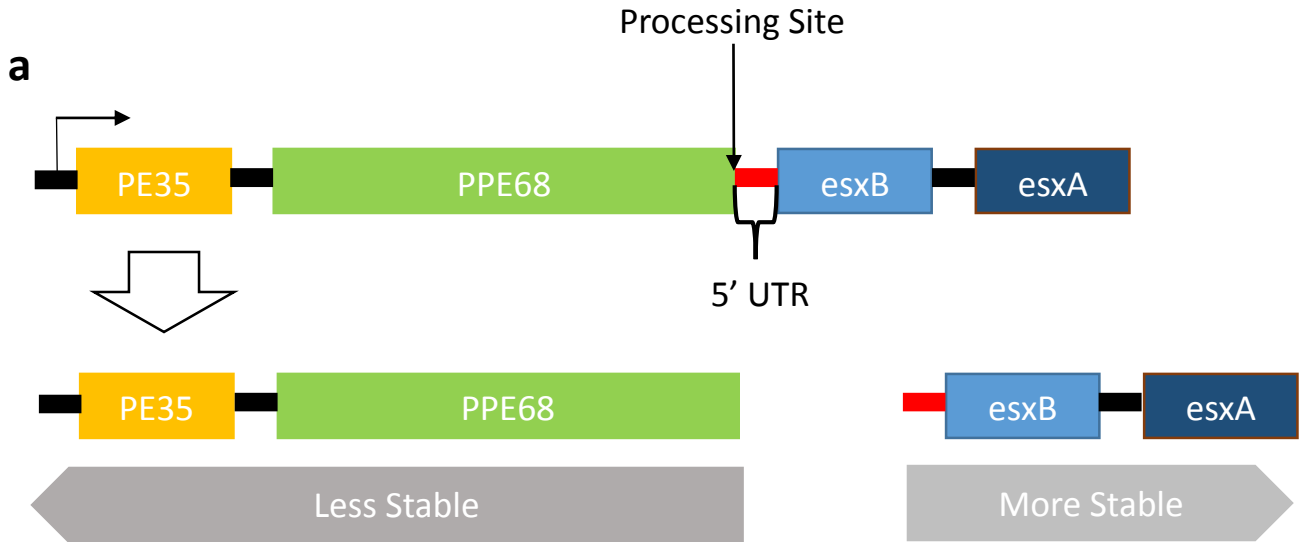 Processing Site
a
PE35
PPE68
esxB
esxA
5’ UTR
PE35
PPE68
esxB
esxA
Less Stable
More Stable